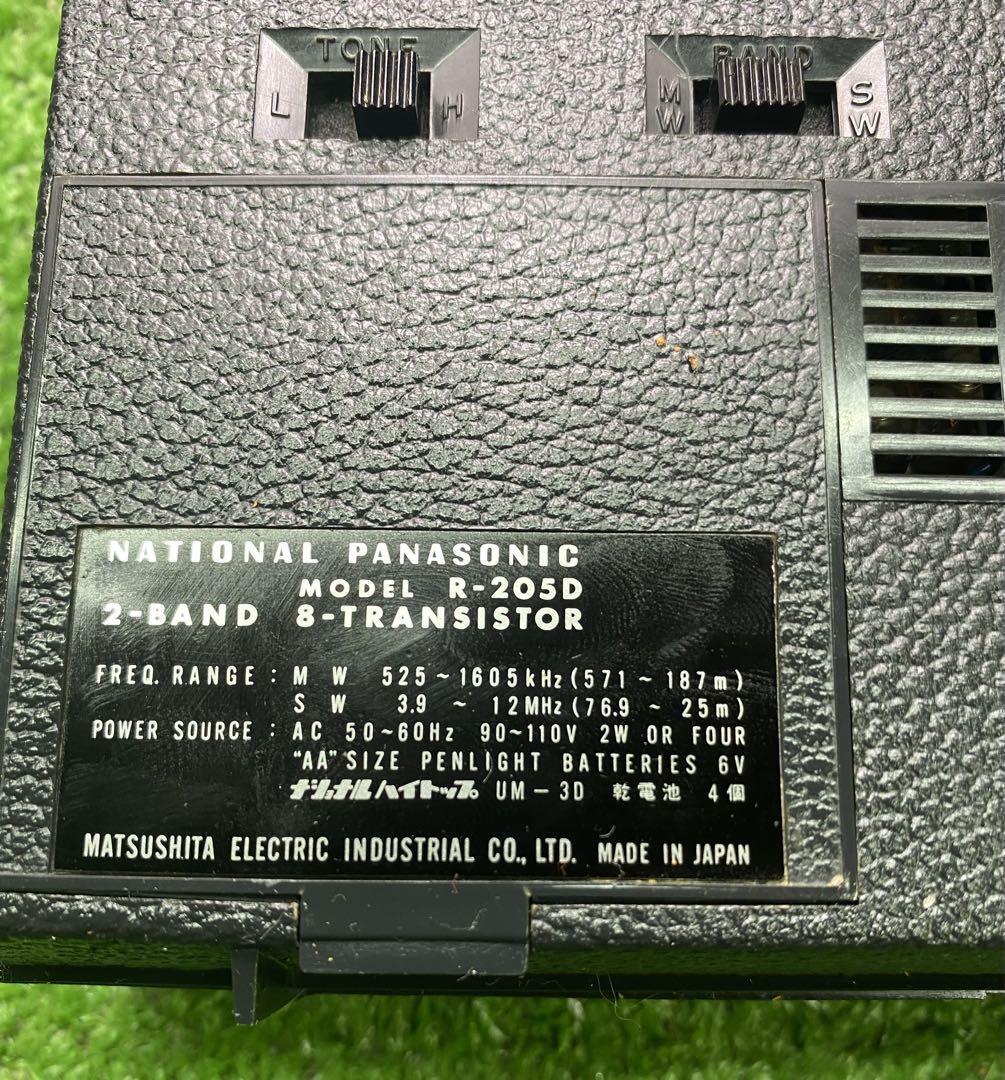 TONE
L H
BAND
MW SW
NATIONAL PANASONIC
MODEL R-205D
2-BAND 8-TRANSISTOR
FREQ. RANGE : M W 525 ~ 1605kHz (571 ~ 187m)
S W 3.9 ~ 12MHz (76.9 ~ 25m)
POWER SOURCE : AC 50~60Hz 90~110V 2W OR FOUR
"AA" SIZE PENLIGHT BATTERIES 6V
ナショナルハイトップ UM-3D 乾電池 4個
MATSUSHITA ELECTRIC INDUSTRIAL CO., LTD. MADE IN JAPAN